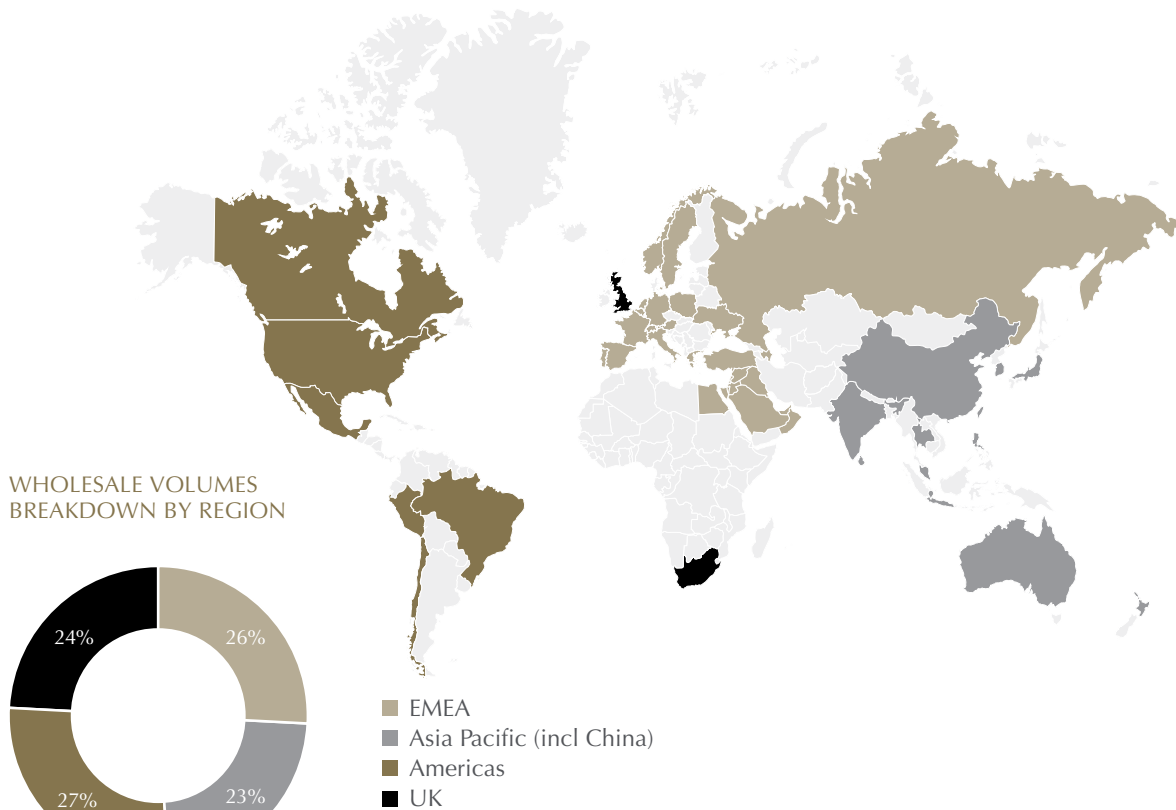 WHOLESALE VOLUMES
BREAKDOWN BY REGION
24%
26%
27%
23%
EMEA
Asia Pacific (incl China)
Americas
UK